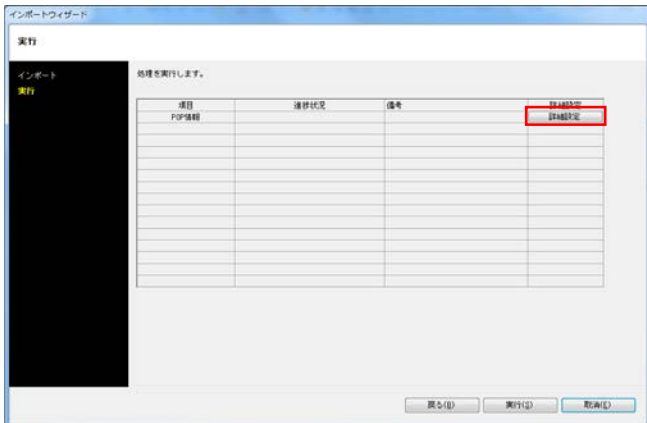 インポートウィザード
実行
インポート
処理を実行します。
実行
項目 進捗状況 備考 詳細設定
POP情報 詳細設定
戻る(B) 実行(S) 取消(E)